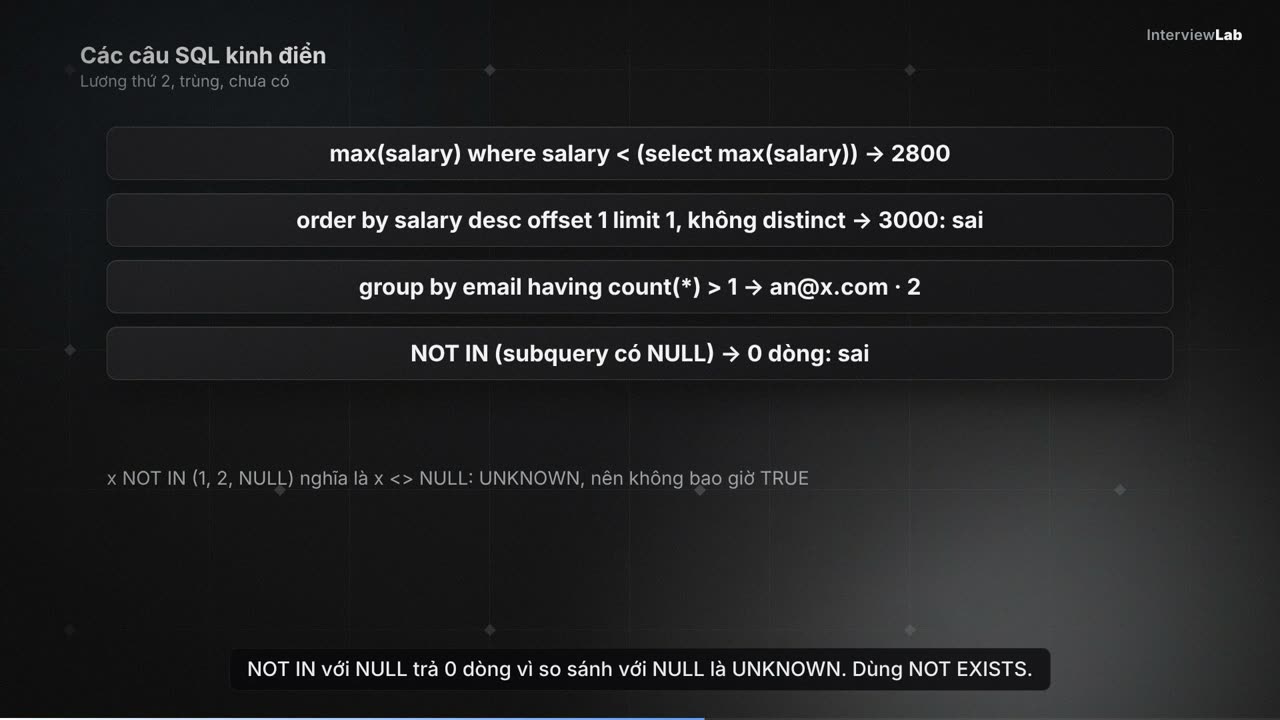 Các câu SQL kinh điển
InterviewLab
Lương thứ 2, trùng, chưa có
max(salary) where salary < (select max(salary)) → 2800
order by salary desc offset 1 limit 1, không distinct → 3000: sai
group by email having count(*) > 1 → an@x.com · 2
NOT IN (subquery có NULL) → 0 dòng: sai
x NOT IN (1, 2, NULL) nghĩa là x <> NULL: UNKNOWN, nên không bao giờ TRUE
NOT IN với NULL trả 0 dòng vì so sánh với NULL là UNKNOWN. Dùng NOT EXISTS.